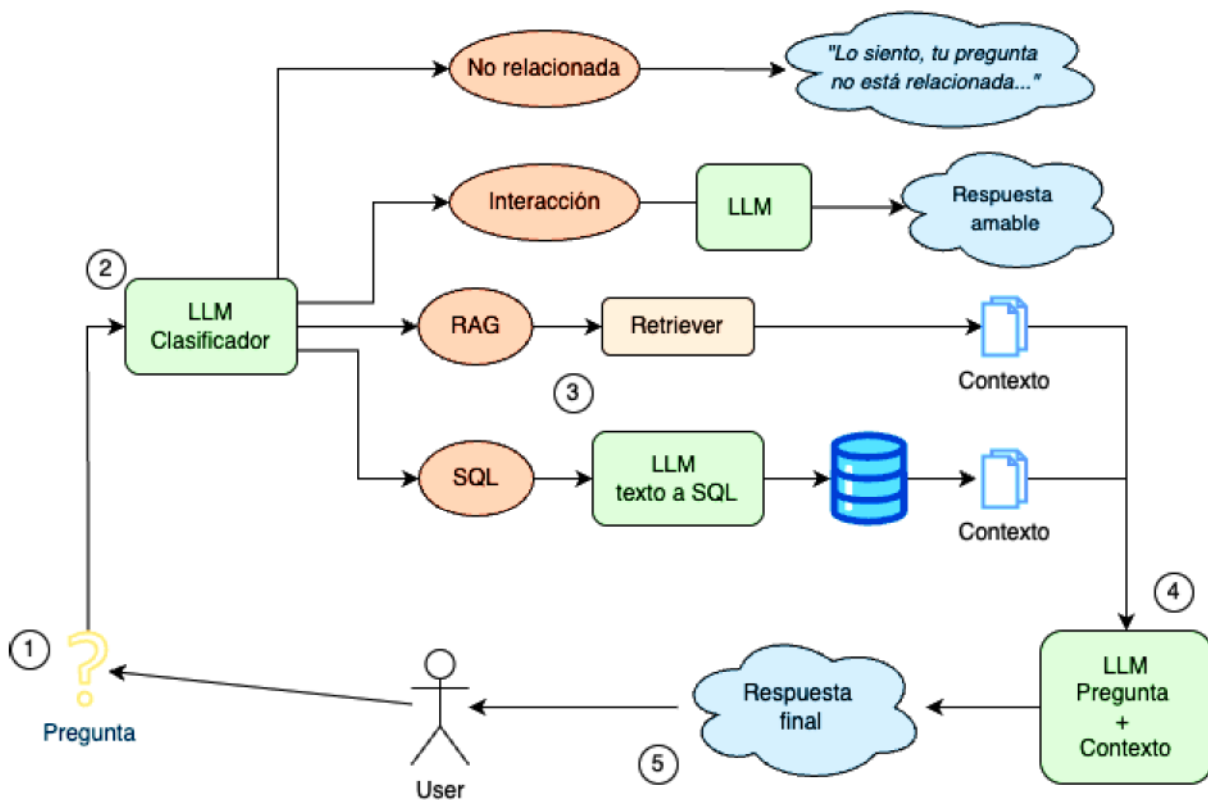 No relacionada
"Lo siento, tu pregunta
no está relacionada..."
Interacción
LLM
Respuesta
amable
2
LLM
Clasificador
RAG
Retriever
Contexto
3
SQL
LLM
texto a SQL
Contexto
4
1
Pregunta
User
5
Respuesta
final
LLM
Pregunta
+
Contexto